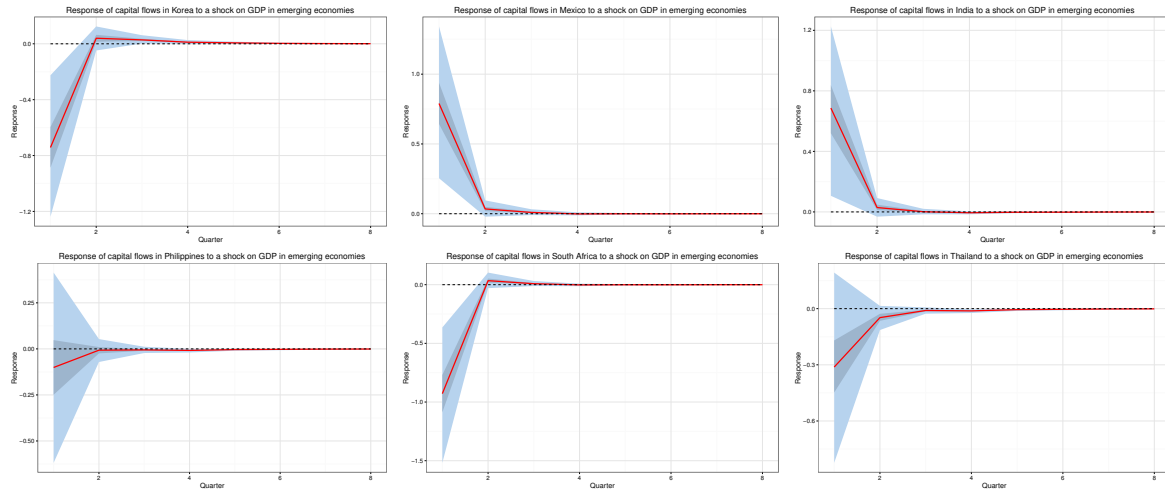 Response of capital flows in Korea to a shock on GDP in emerging economies
0.0
-0.4
-0.8
-1.2
Response
2
4
6
8
Quarter
Response of capital flows in Mexico to a shock on GDP in emerging economies
1.0
0.5
0.0
Response
2
4
6
8
Quarter
Response of capital flows in India to a shock on GDP in emerging economies
1.2
0.8
0.4
0.0
Response
2
4
6
8
Quarter
Response of capital flows in Philippines to a shock on GDP in emerging economies
0.25
0.00
-0.25
-0.50
Response
2
4
6
8
Quarter
Response of capital flows in South Africa to a shock on GDP in emerging economies
0.0
-0.5
-1.0
-1.5
Response
2
4
6
8
Quarter
Response of capital flows in Thailand to a shock on GDP in emerging economies
0.0
-0.3
-0.6
Response
2
4
6
8
Quarter